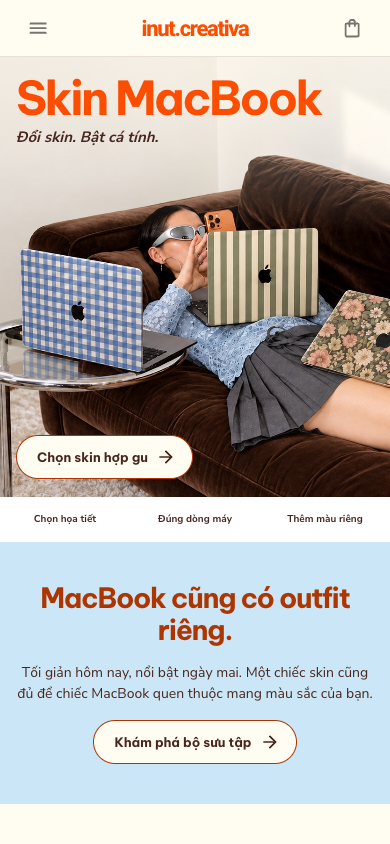 inut.creativa
Skin MacBook
Đổi skin. Bật cá tính.
Chọn skin hợp gu
Chọn họa tiết
Đúng dòng máy
Thêm màu riêng
MacBook cũng có outfit
riêng.
Tối giản hôm nay, nổi bật ngày mai. Một chiếc skin cũng
đủ để chiếc MacBook quen thuộc mang màu sắc của bạn.
Khám phá bộ sưu tập